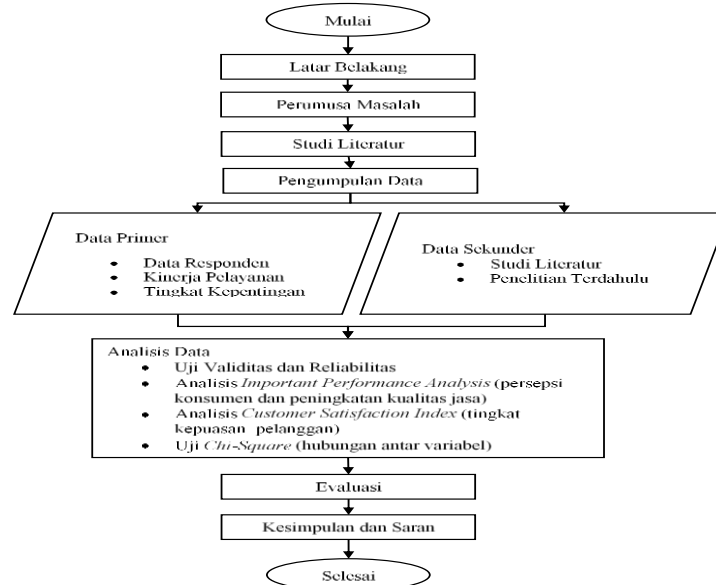 Mulai
Latar Belakang
Perumusa Masalah
Studi Literatur
Pengumpulan Data
Data Primer
• Data Responden
• Kinerja Pelayanan
• Tingkat Kepentingan
Data Sekunder
• Studi Literatur
• Penelitian Terdahulu
Analisis Data
• Uji Validitas dan Reliabilitas
• Analisis Important Performance Analysis (persepsi
konsumen dan peningkatan kualitas jasa)
• Analisis Customer Satisfaction Index (tingkat
kepuasan pelanggan)
• Uji Chi-Square (hubungan antar variabel)
Evaluasi
Kesimpulan dan Saran
Selesai